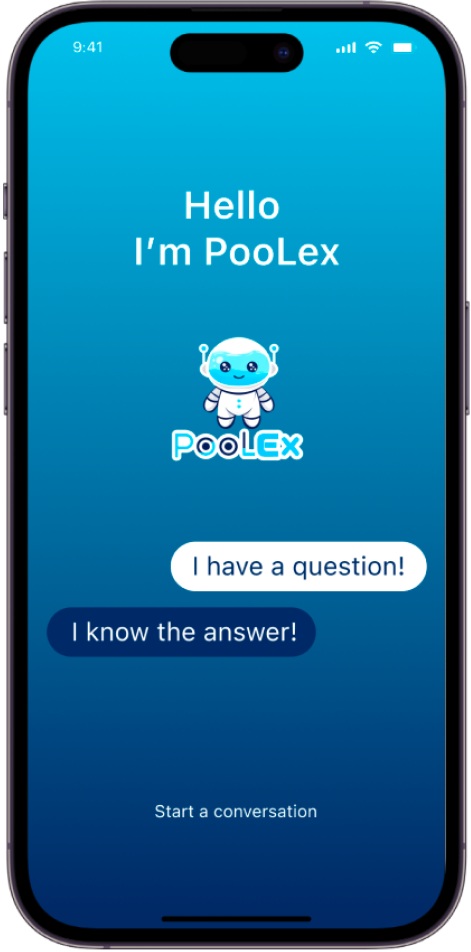 9:41
Hello
I’m PooLex
PooLEx
I have a question!
I know the answer!
Start a conversation